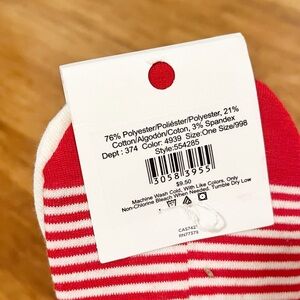 76% Polyester/Poliéster/Polyester, 21%
Cotton/Algodón/Coton, 3% Spandex
Dept : 374 Color: 4939 Size:One Size/998
Style:554285
3058 3955
$9.50
Machine Wash Cold, With Like Colors, Only
Non-Chlorine Bleach When Needed. Tumble Dry Low
RN77373